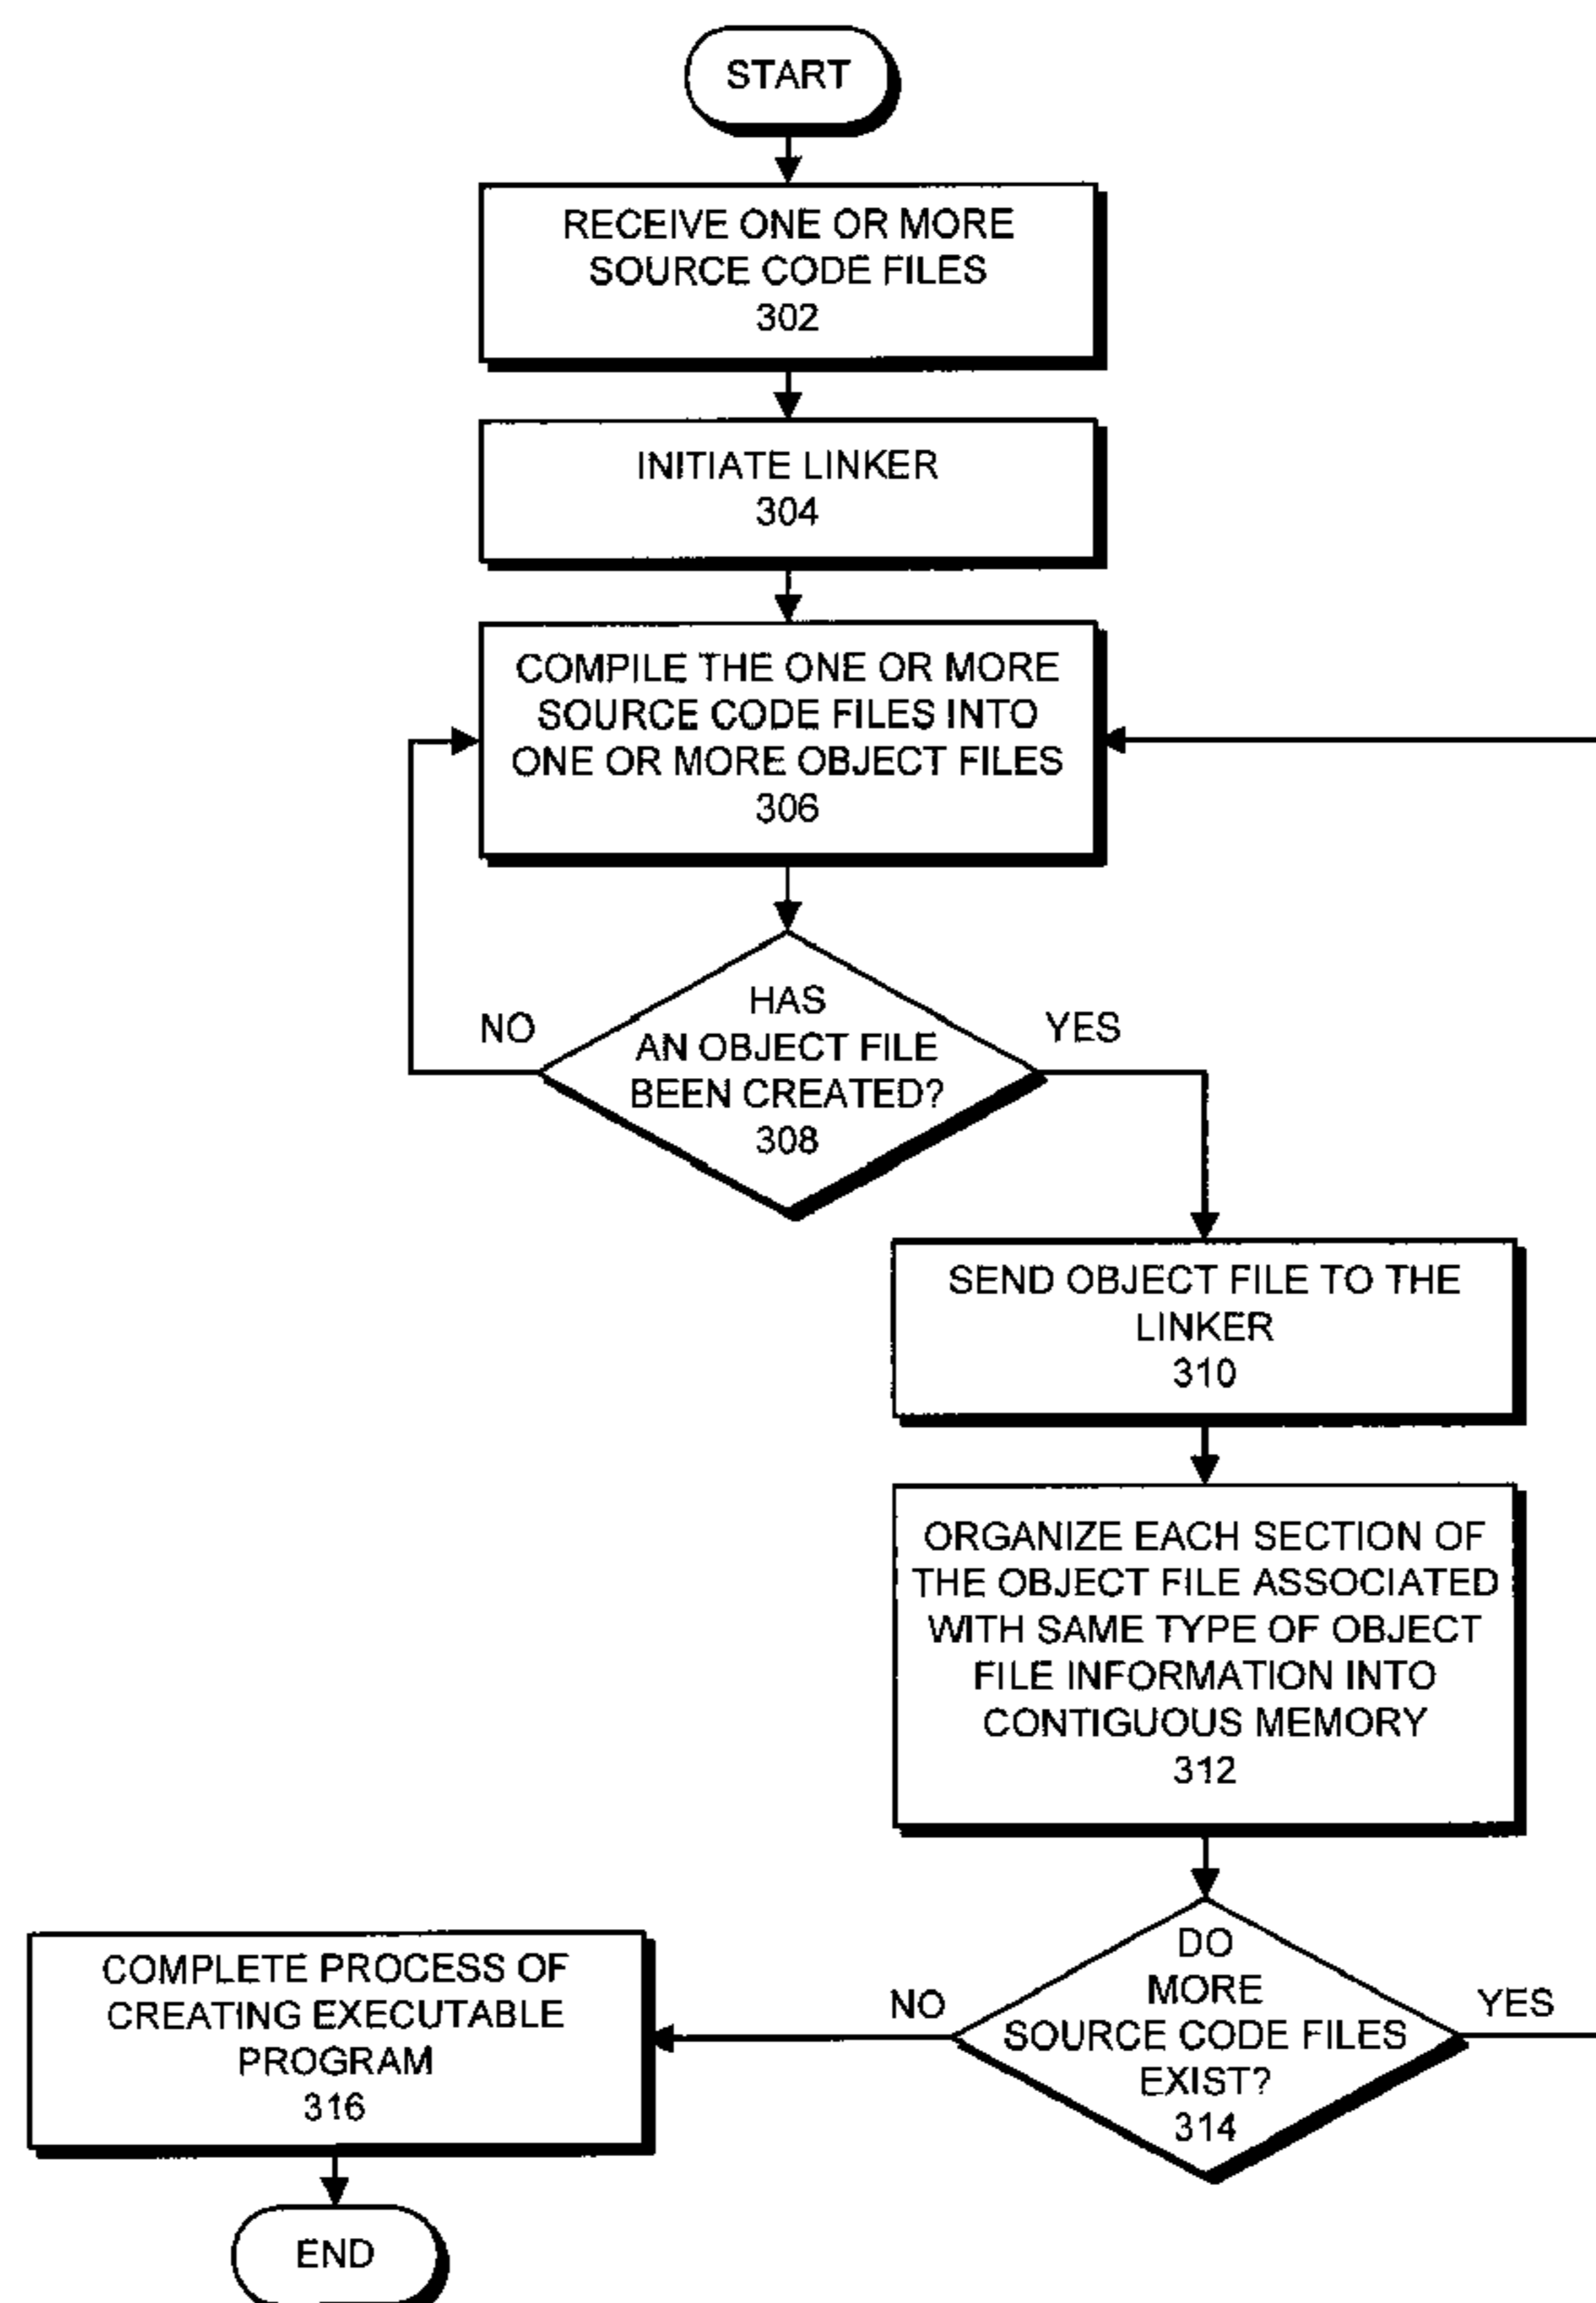 START
RECEIVE ONE OR MORE
SOURCE CODE FILES
302
INITIATE LINKER
304
COMPILE THE ONE OR MORE
SOURCE CODE FILES INTO
ONE OR MORE OBJECT FILES
306
HAS
AN OBJECT FILE
BEEN CREATED?
308
NO
YES
SEND OBJECT FILE TO THE
LINKER
310
ORGANIZE EACH SECTION OF
THE OBJECT FILE ASSOCIATED
WITH SAME TYPE OF OBJECT
FILE INFORMATION INTO
CONTIGUOUS MEMORY
312
DO
MORE
SOURCE CODE FILES
EXIST?
314
NO
YES
COMPLETE PROCESS OF
CREATING EXECUTABLE
PROGRAM
316
END